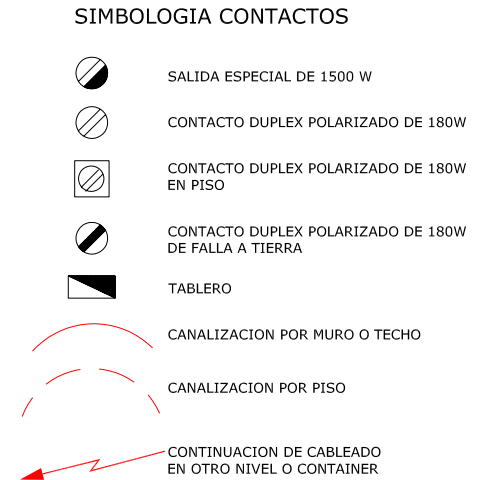 SIMBOLOGIA CONTACTOS
SALIDA ESPECIAL DE 1500 W
CONTACTO DUPLEX POLARIZADO DE 180W
CONTACTO DUPLEX POLARIZADO DE 180W
EN PISO
CONTACTO DUPLEX POLARIZADO DE 180W
DE FALLA A TIERRA
TABLERO
CANALIZACION POR MURO O TECHO
CANALIZACION POR PISO
CONTINUACION DE CABLEADO
EN OTRO NIVEL O CONTAINER